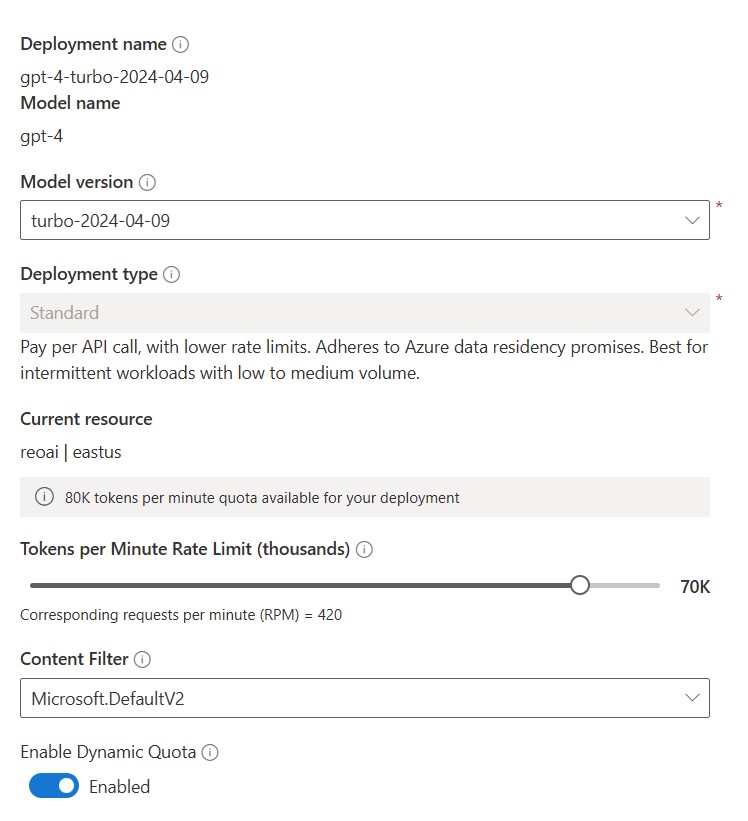 Deployment name
gpt-4-turbo-2024-04-09
Model name
gpt-4
Model version
turbo-2024-04-09
*
Deployment type
*
Standard
Pay per API call, with lower rate limits. Adheres to Azure data residency promises. Best for
intermittent workloads with low to medium volume.
Current resource
reoai | eastus
80K tokens per minute quota available for your deployment
Tokens per Minute Rate Limit (thousands)
70K
Corresponding requests per minute (RPM) = 420
Content Filter
Microsoft.DefaultV2
Enable Dynamic Quota
Enabled